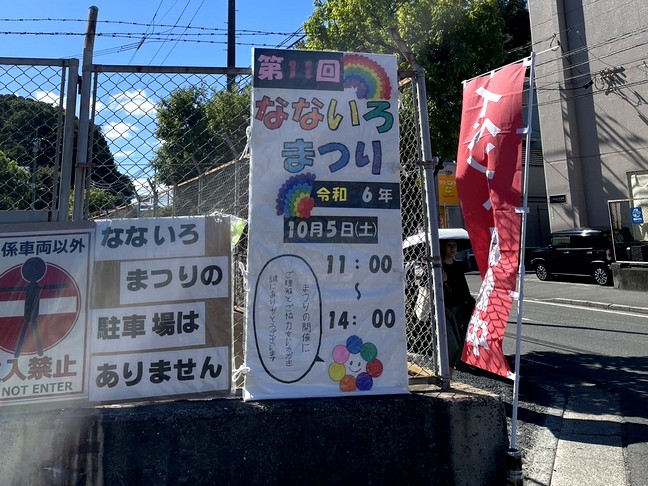 第11回
なないろ
まつり
令和 6年
10月5日(土)
11:00
~
14:00
まつりの関係に
ご理解とご協力をいただき
誠にありがとうございます
なないろ
まつりの
駐車場は
ありません
係車両以外
入禁止
NOT ENTER